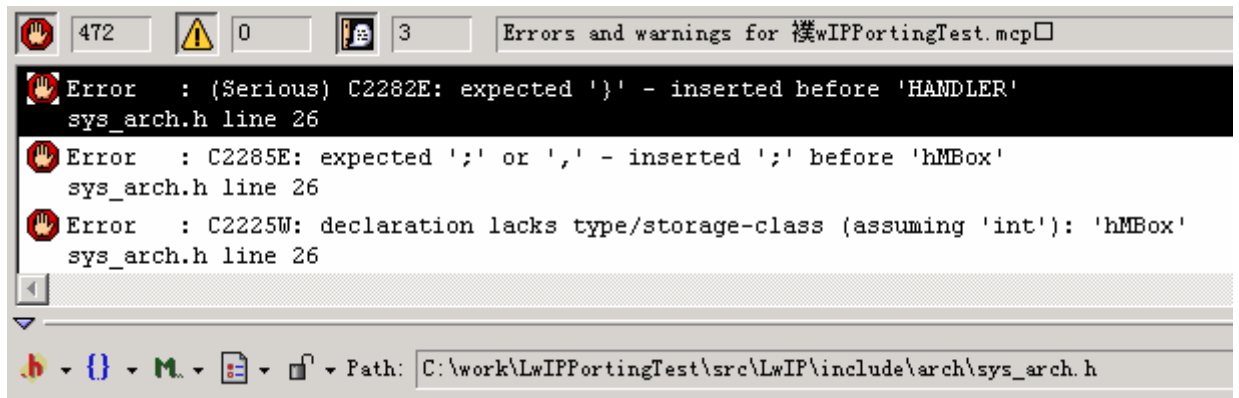 472 0 3 Errors and warnings for 襆wIPPortingTest.mcp□
Error : (Serious) C2282E: expected '}' - inserted before 'HANDLER'
sys_arch.h line 26
Error : C2285E: expected ';' or ',' - inserted ';' before 'hMBox'
sys_arch.h line 26
Error : C2225W: declaration lacks type/storage-class (assuming 'int'): 'hMBox'
sys_arch.h line 26
.h {} M.. Path: C:\work\LwIPPortingTest\src\LwIP\include\arch\sys_arch.h